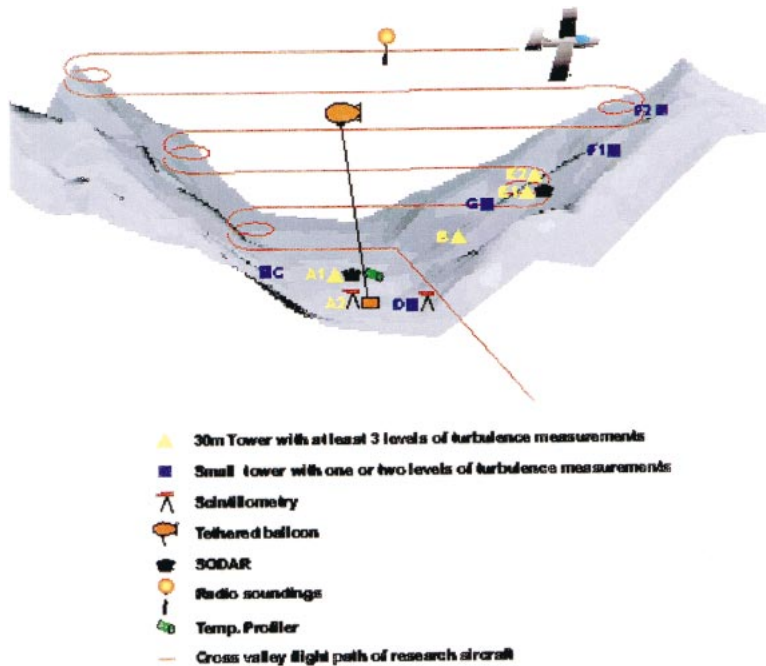 F2
F1
E2
E1
G
B
C
A1
A2
D
30m Tower with at least 3 levels of turbulence measurements
Small tower with one or two levels of turbulence measurements
Scintillometry
Tethered balloon
SODAR
Radio soundings
Temp. Profiler
Cross valley flight path of research aircraft